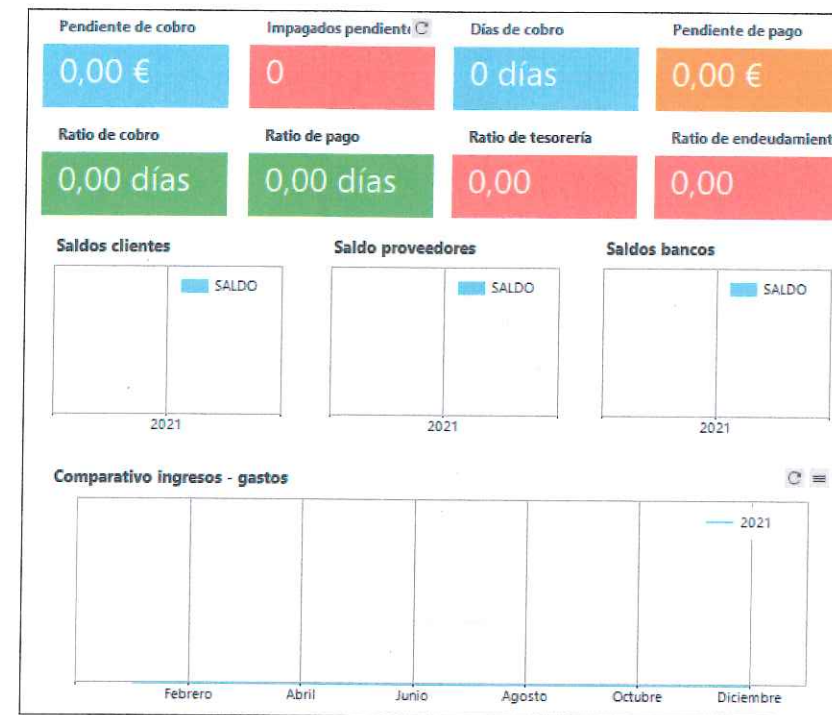 Pendiente de cobro
Impagados pendient
Días de cobro
Pendiente de pago
0,00 €
0
0 días
0,00 €
Ratio de cobro
Ratio de pago
Ratio de tesorería
Ratio de endeudamient
0,00 días
0,00 días
0,00
0,00
Saldos clientes
Saldo proveedores
Saldos bancos
SALDO
SALDO
SALDO
2021
2021
2021
Comparativo ingresos - gastos
2021
Febrero
Abril
Junio
Agosto
Octubre
Diciembre